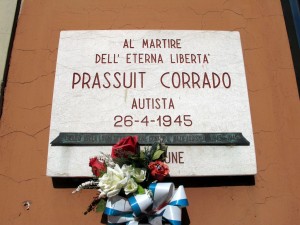 AL MARTIRE
DELL' ETERNA LIBERTA'
PRASSUIT CORRADO
AUTISTA
26-4-1945